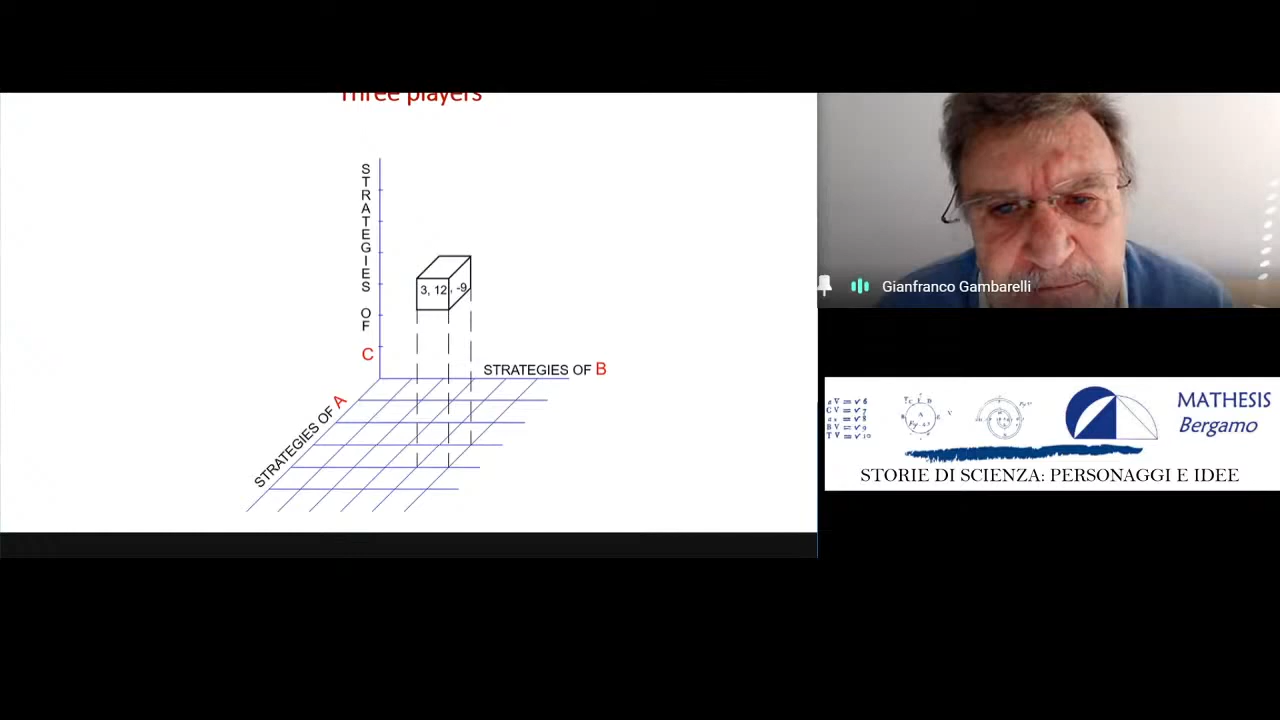 Three players
STRATEGIES OF C
3, 12, -9
STRATEGIES OF B
STRATEGIES OF A
Gianfranco Gambarelli
MATHESIS
Bergamo
STORIE DI SCIENZA: PERSONAGGI E IDEE